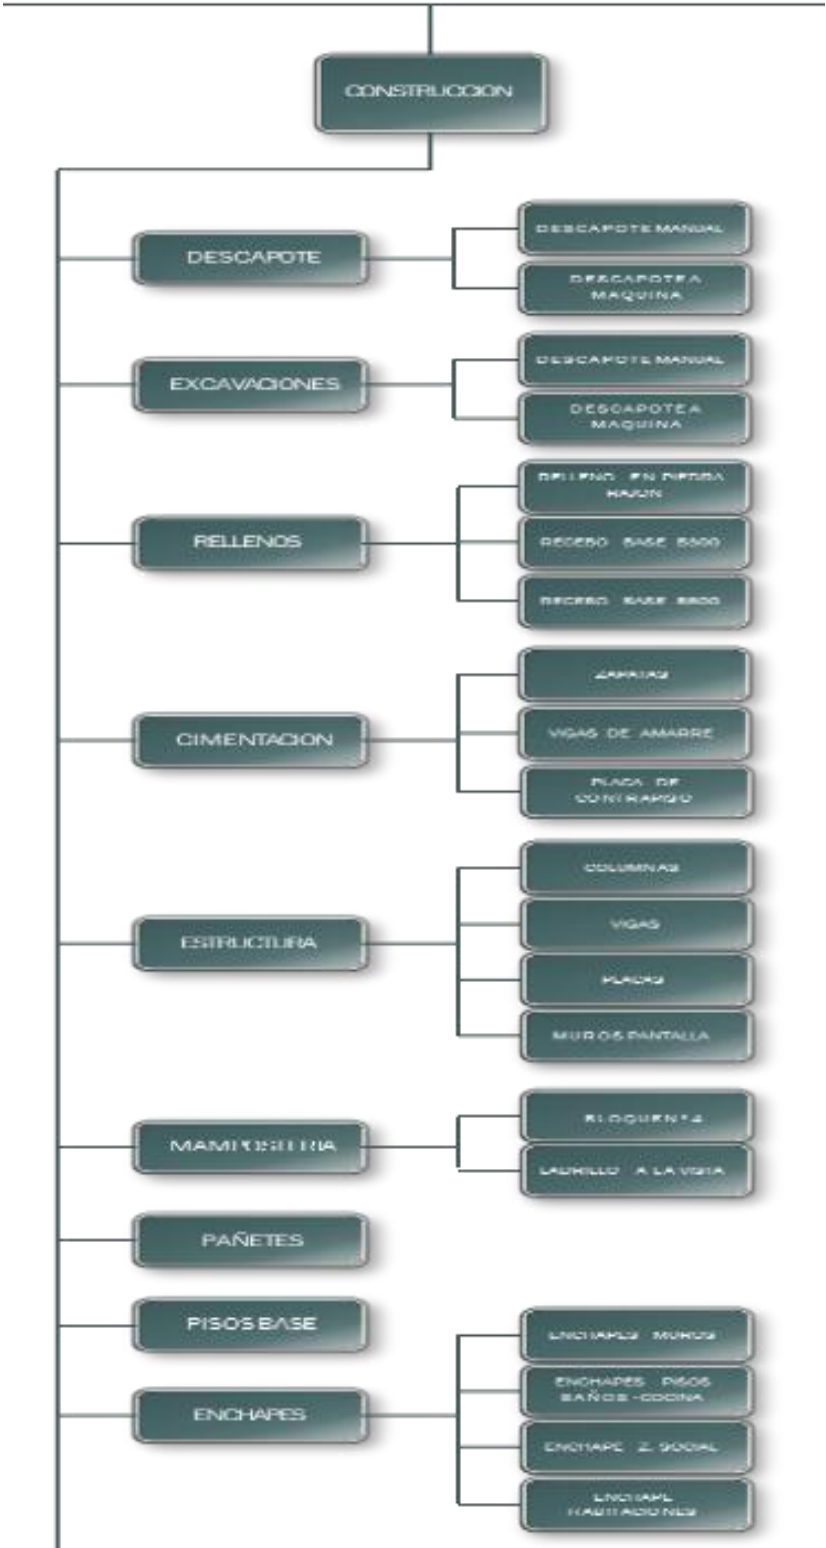 CONSTRUCCION
DESCAPOTE
DESCAPOTE MANUAL
DESCAPOTE A
MAQUINA
EXCAVACIONES
DESCAPOTE MANUAL
DESCAPOTE A
MAQUINA
RELLENOS
RELLENO EN PIEDRA
RAJON
RECEBO BASE
RECEBO BASE
CIMENTACION
ZAPATAS
VIGAS DE AMARRE
PLACA DE
CONTRAPISO
ESTRUCTURA
COLUMNAS
VIGAS
PLACAS
MUROS PANTALLA
MAMPOSTERIA
BLOQUE N° 4
LADRILLO A LA VISTA
PAÑETES
PISOS BASE
ENCHAPES
ENCHAPES MUROS
ENCHAPES PISOS
BAÑOS - COCINA
ENCHAPE Z. SOCIAL
ENCHAPE
HABITACIONES